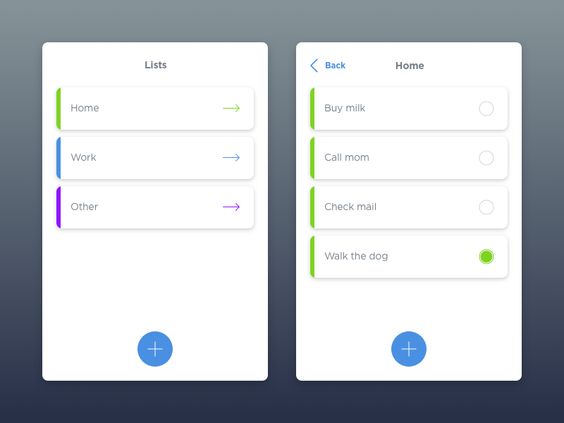 Lists
Home
Work
Other
Back
Home
Buy milk
Call mom
Check mail
Walk the dog